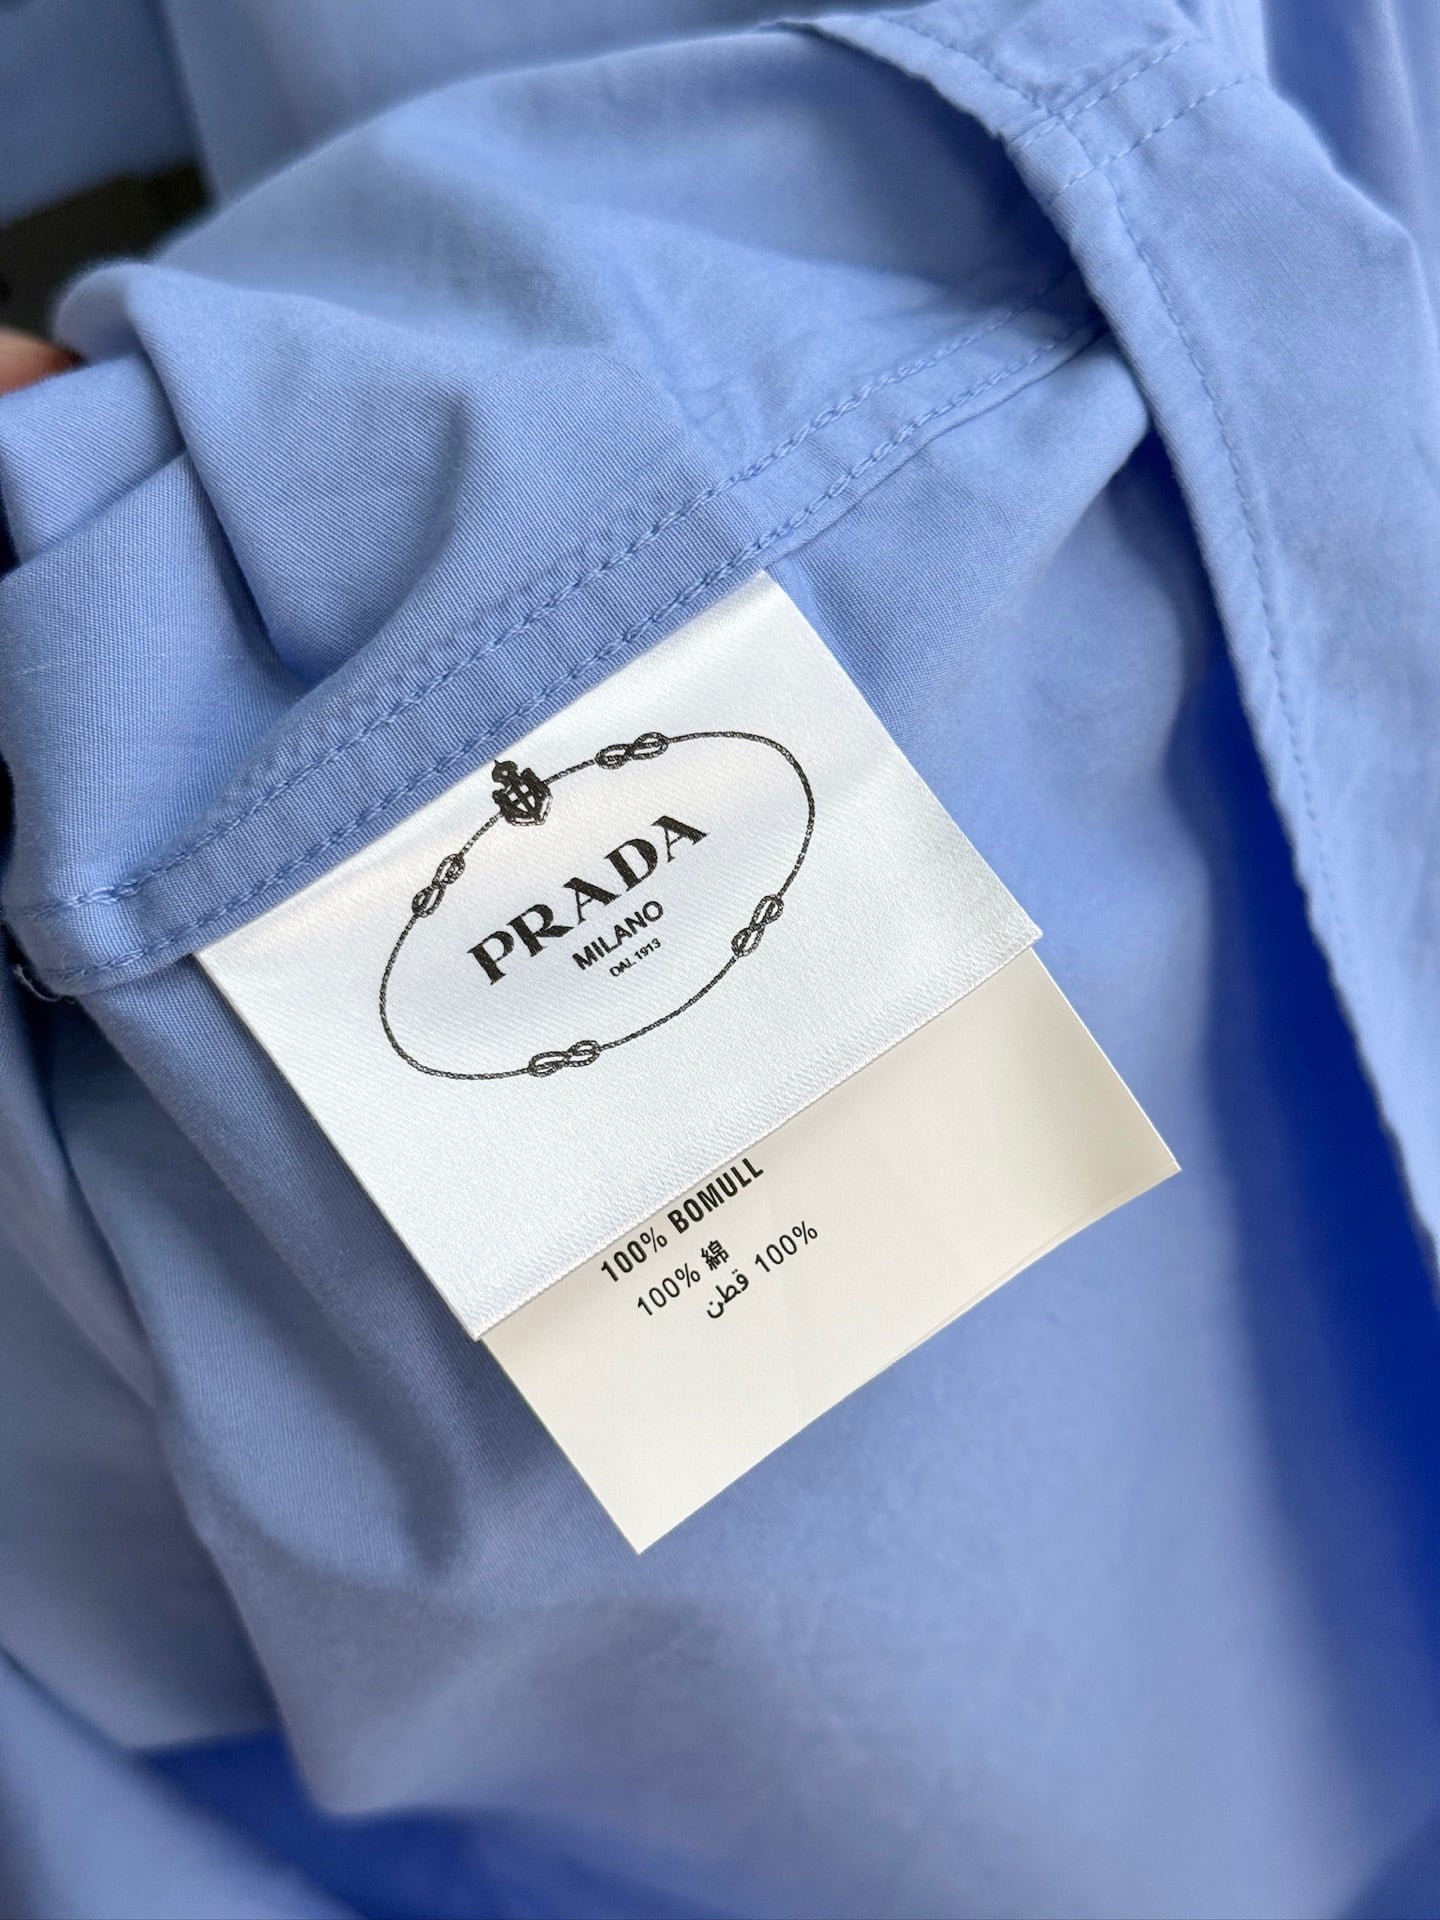 PRADA
MILANO
DAL 1913
100% BOMULL
100% 綿
100% قطن